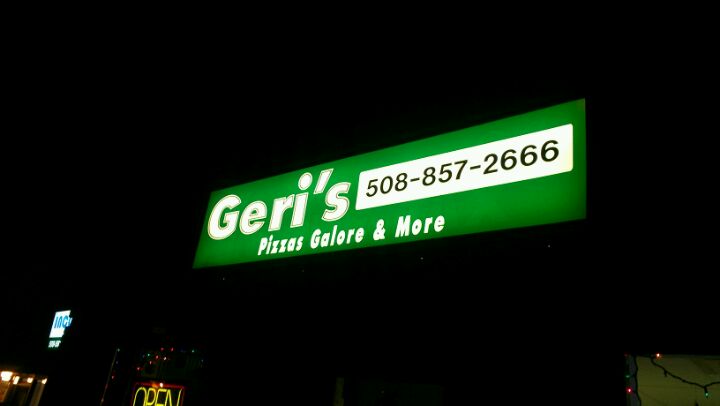 Geri's
508-857-2666
Pizzas Galore & More
OPEN